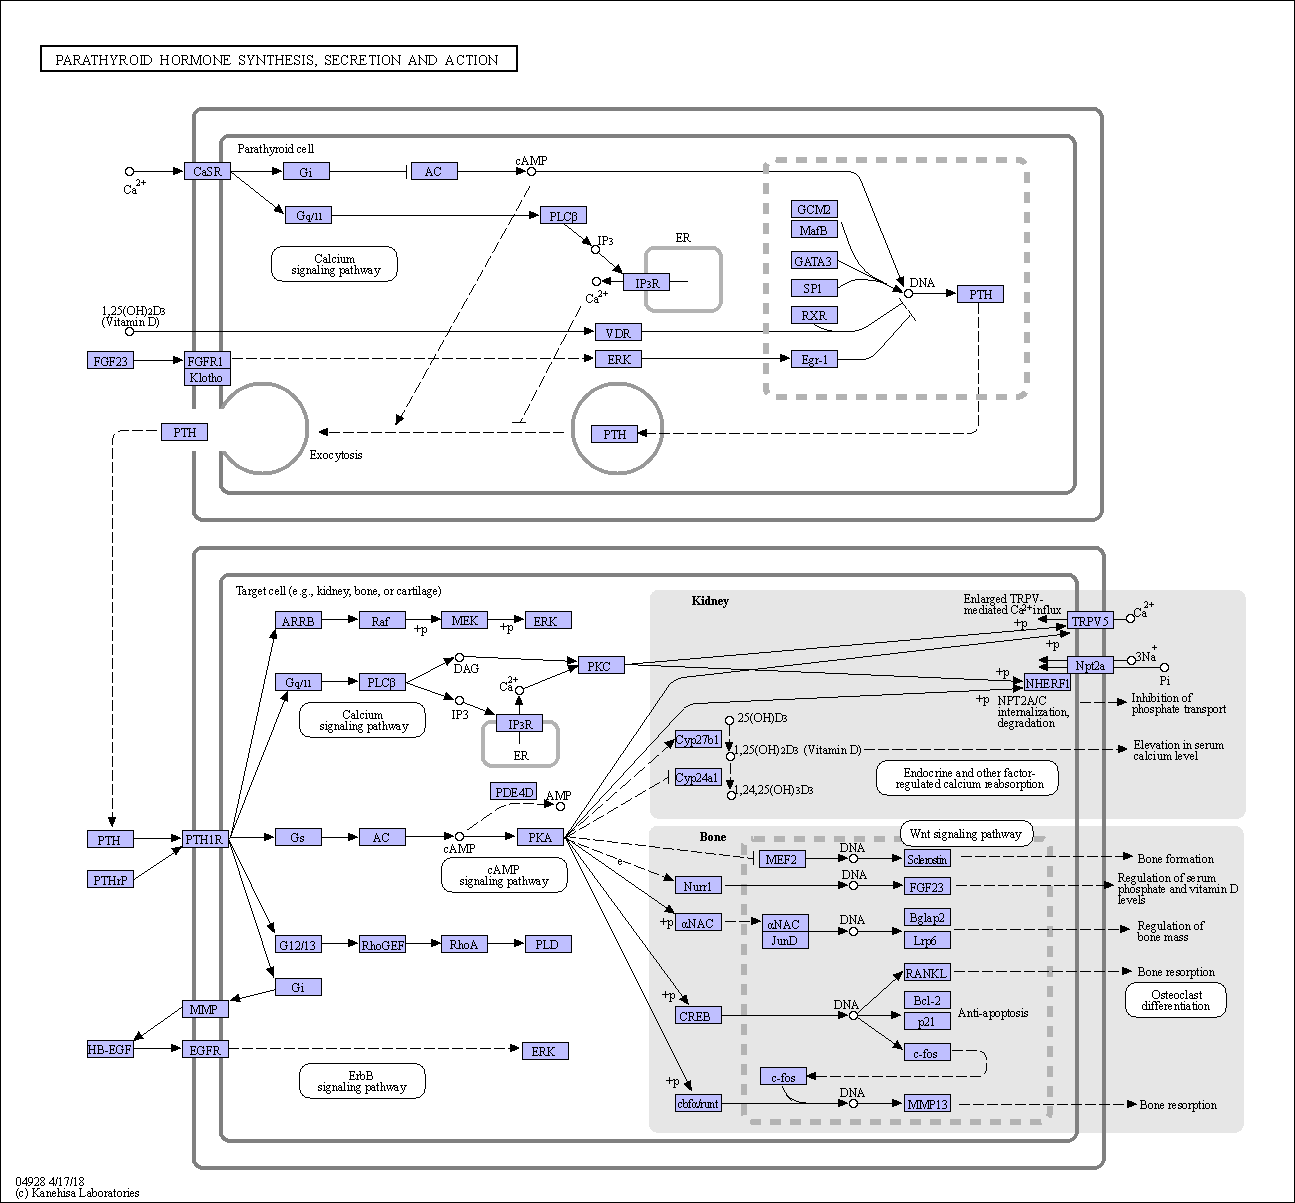 PARATHYROID HORMONE SYNTHESIS, SECRETION AND ACTION
Parathyroid cell
Ca2+
CaSR
Gi
AC
cAMP
Gq/11
PLCβ
IP3
ER
IP3R
Ca2+
Calcium
signaling pathway
GCM2
MafB
GATA3
SP1
RXR
DNA
PTH
1,25(OH)2D3
(Vitamin D)
VDR
FGF23
FGFR1
Klotho
ERK
Egr-1
PTH
Exocytosis
PTH
Target cell (e.g., kidney, bone, or cartilage)
ARRB
Raf
+p
MEK
+p
ERK
Gq/11
PLCβ
DAG
IP3
Ca2+
IP3R
ER
PKC
Calcium
signaling pathway
Kidney
Enlarged TRPV-
mediated Ca2+ influx
+p
TRPV5
Ca2+
+p
Npt2a
3Na+
Pi
+p
NHERF1
+p
NPT2A/C
internalization,
degradation
Inhibition of
phosphate transport
25(OH)D3
Cyp27b1
1,25(OH)2D3 (Vitamin D)
Elevation in serum
calcium level
Cyp24a1
1,24,25(OH)3D3
Endocrine and other factor-
regulated calcium reabsorption
PDE4D
AMP
PTH
PTH1R
Gs
AC
cAMP
PKA
cAMP
signaling pathway
PTHrP
Bone
Wnt signaling pathway
MEF2
DNA
Sclerostin
Bone formation
e
Nurr1
DNA
FGF23
Regulation of serum
phosphate and vitamin D
levels
+p
αNAC
αNAC
JunD
DNA
Bglap2
Lrp6
Regulation of
bone mass
G12/13
RhoGEF
RhoA
PLD
Gi
MMP
HB-EGF
EGFR
ERK
ErbB
signaling pathway
+p
CREB
DNA
RANKL
Bone resorption
Bcl-2
p21
Anti-apoptosis
Osteoclast
differentiation
c-fos
c-fos
+p
cbfα/runt
DNA
MMP13
Bone resorption
04928 4/17/18
(c) Kanehisa Laboratories